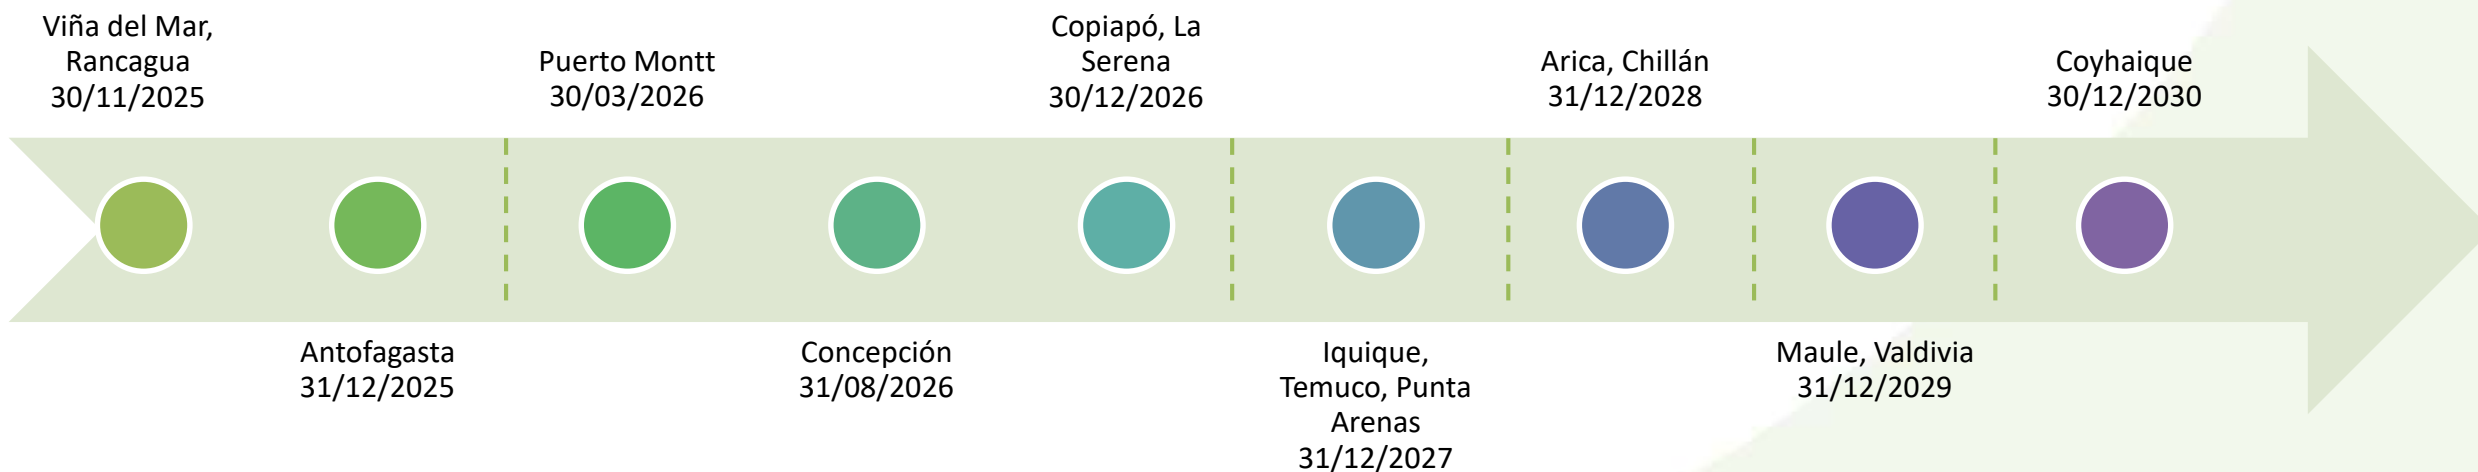 Viña del Mar,
Rancagua
30/11/2025
Antofagasta
31/12/2025
Puerto Montt
30/03/2026
Concepción
31/08/2026
Copiapó, La
Serena
30/12/2026
Iquique,
Temuco, Punta
Arenas
31/12/2027
Arica, Chillán
31/12/2028
Maule, Valdivia
31/12/2029
Coyhaique
30/12/2030